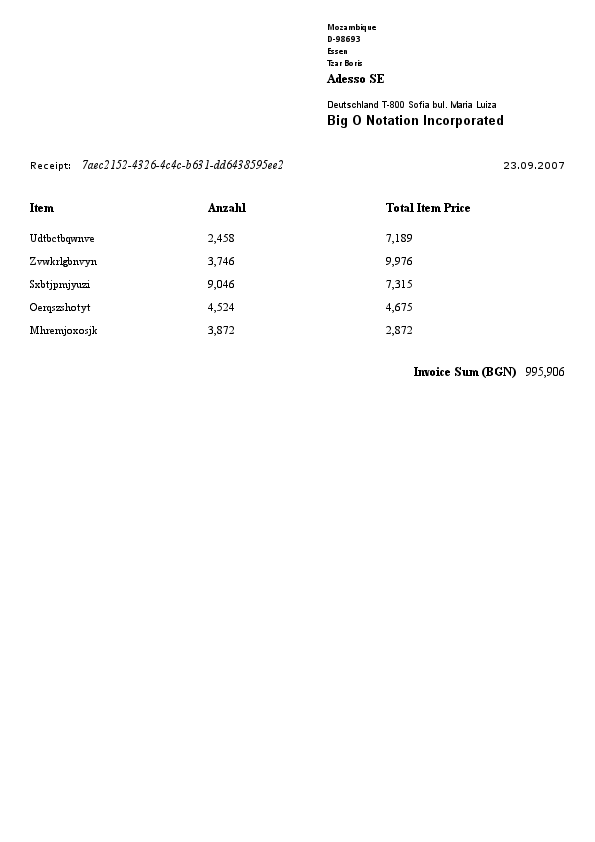 Mozambique
D-98693
Essen
Tzar Boris
Adesso SE
Deutschland T-800 Sofia bul. Maria Luiza
Big O Notation Incorporated
Receipt: 7aec2152-4326-4c4c-b631-dd6438595ee2 23.09.2007
Item Anzahl Total Item Price
Udtbctbqwnve 2,458 7,189
Zvwkrlgbnvyn 3,746 9,976
Sxbtjpmjyuzi 9,046 7,315
Oerqszshotyt 4,524 4,675
Mhremjoxosjk 3,872 2,872
Invoice Sum (BGN) 995,906